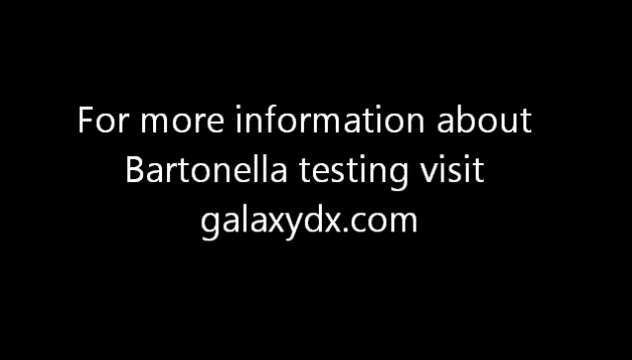 For more information about
Bartonella testing visit
galaxydx.com